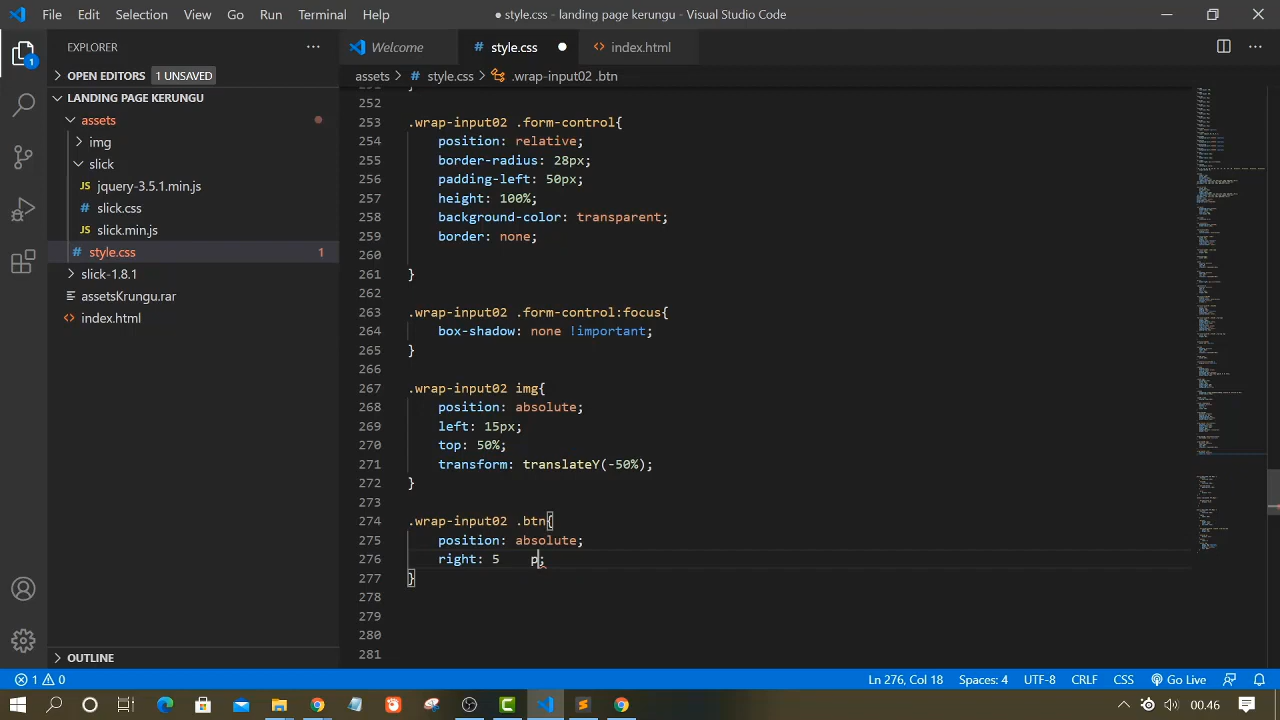 File Edit Selection View Go Run Terminal Help
● style.css - landing page kerungu - Visual Studio Code
EXPLORER
Welcome
# style.css
<> index.html
OPEN EDITORS 1 UNSAVED
assets > # style.css > .wrap-input02 .btn
LANDING PAGE KERUNGU
assets
img
slick
JS jquery-3.5.1.min.js
# slick.css
JS slick.min.js
# style.css 1
slick-1.8.1
assetsKrungu.rar
<> index.html
OUTLINE
252
253 .wrap-input02 .form-control{
254 position: relative;
255 border-radius: 28px;
256 padding-left: 50px;
257 height: 100%;
258 background-color: transparent;
259 border: none;
260
261 }
262
263 .wrap-input02 .form-control:focus{
264 box-shadow: none !important;
265 }
266
267 .wrap-input02 img{
268 position: absolute;
269 left: 15px;
270 top: 50%;
271 transform: translateY(-50%);
272 }
273
274 .wrap-input02 .btn{
275 position: absolute;
276 right: 5    p;
277 }
278
279
280
281
1 0
Ln 276, Col 18 Spaces: 4 UTF-8 CRLF CSS Go Live
00.46